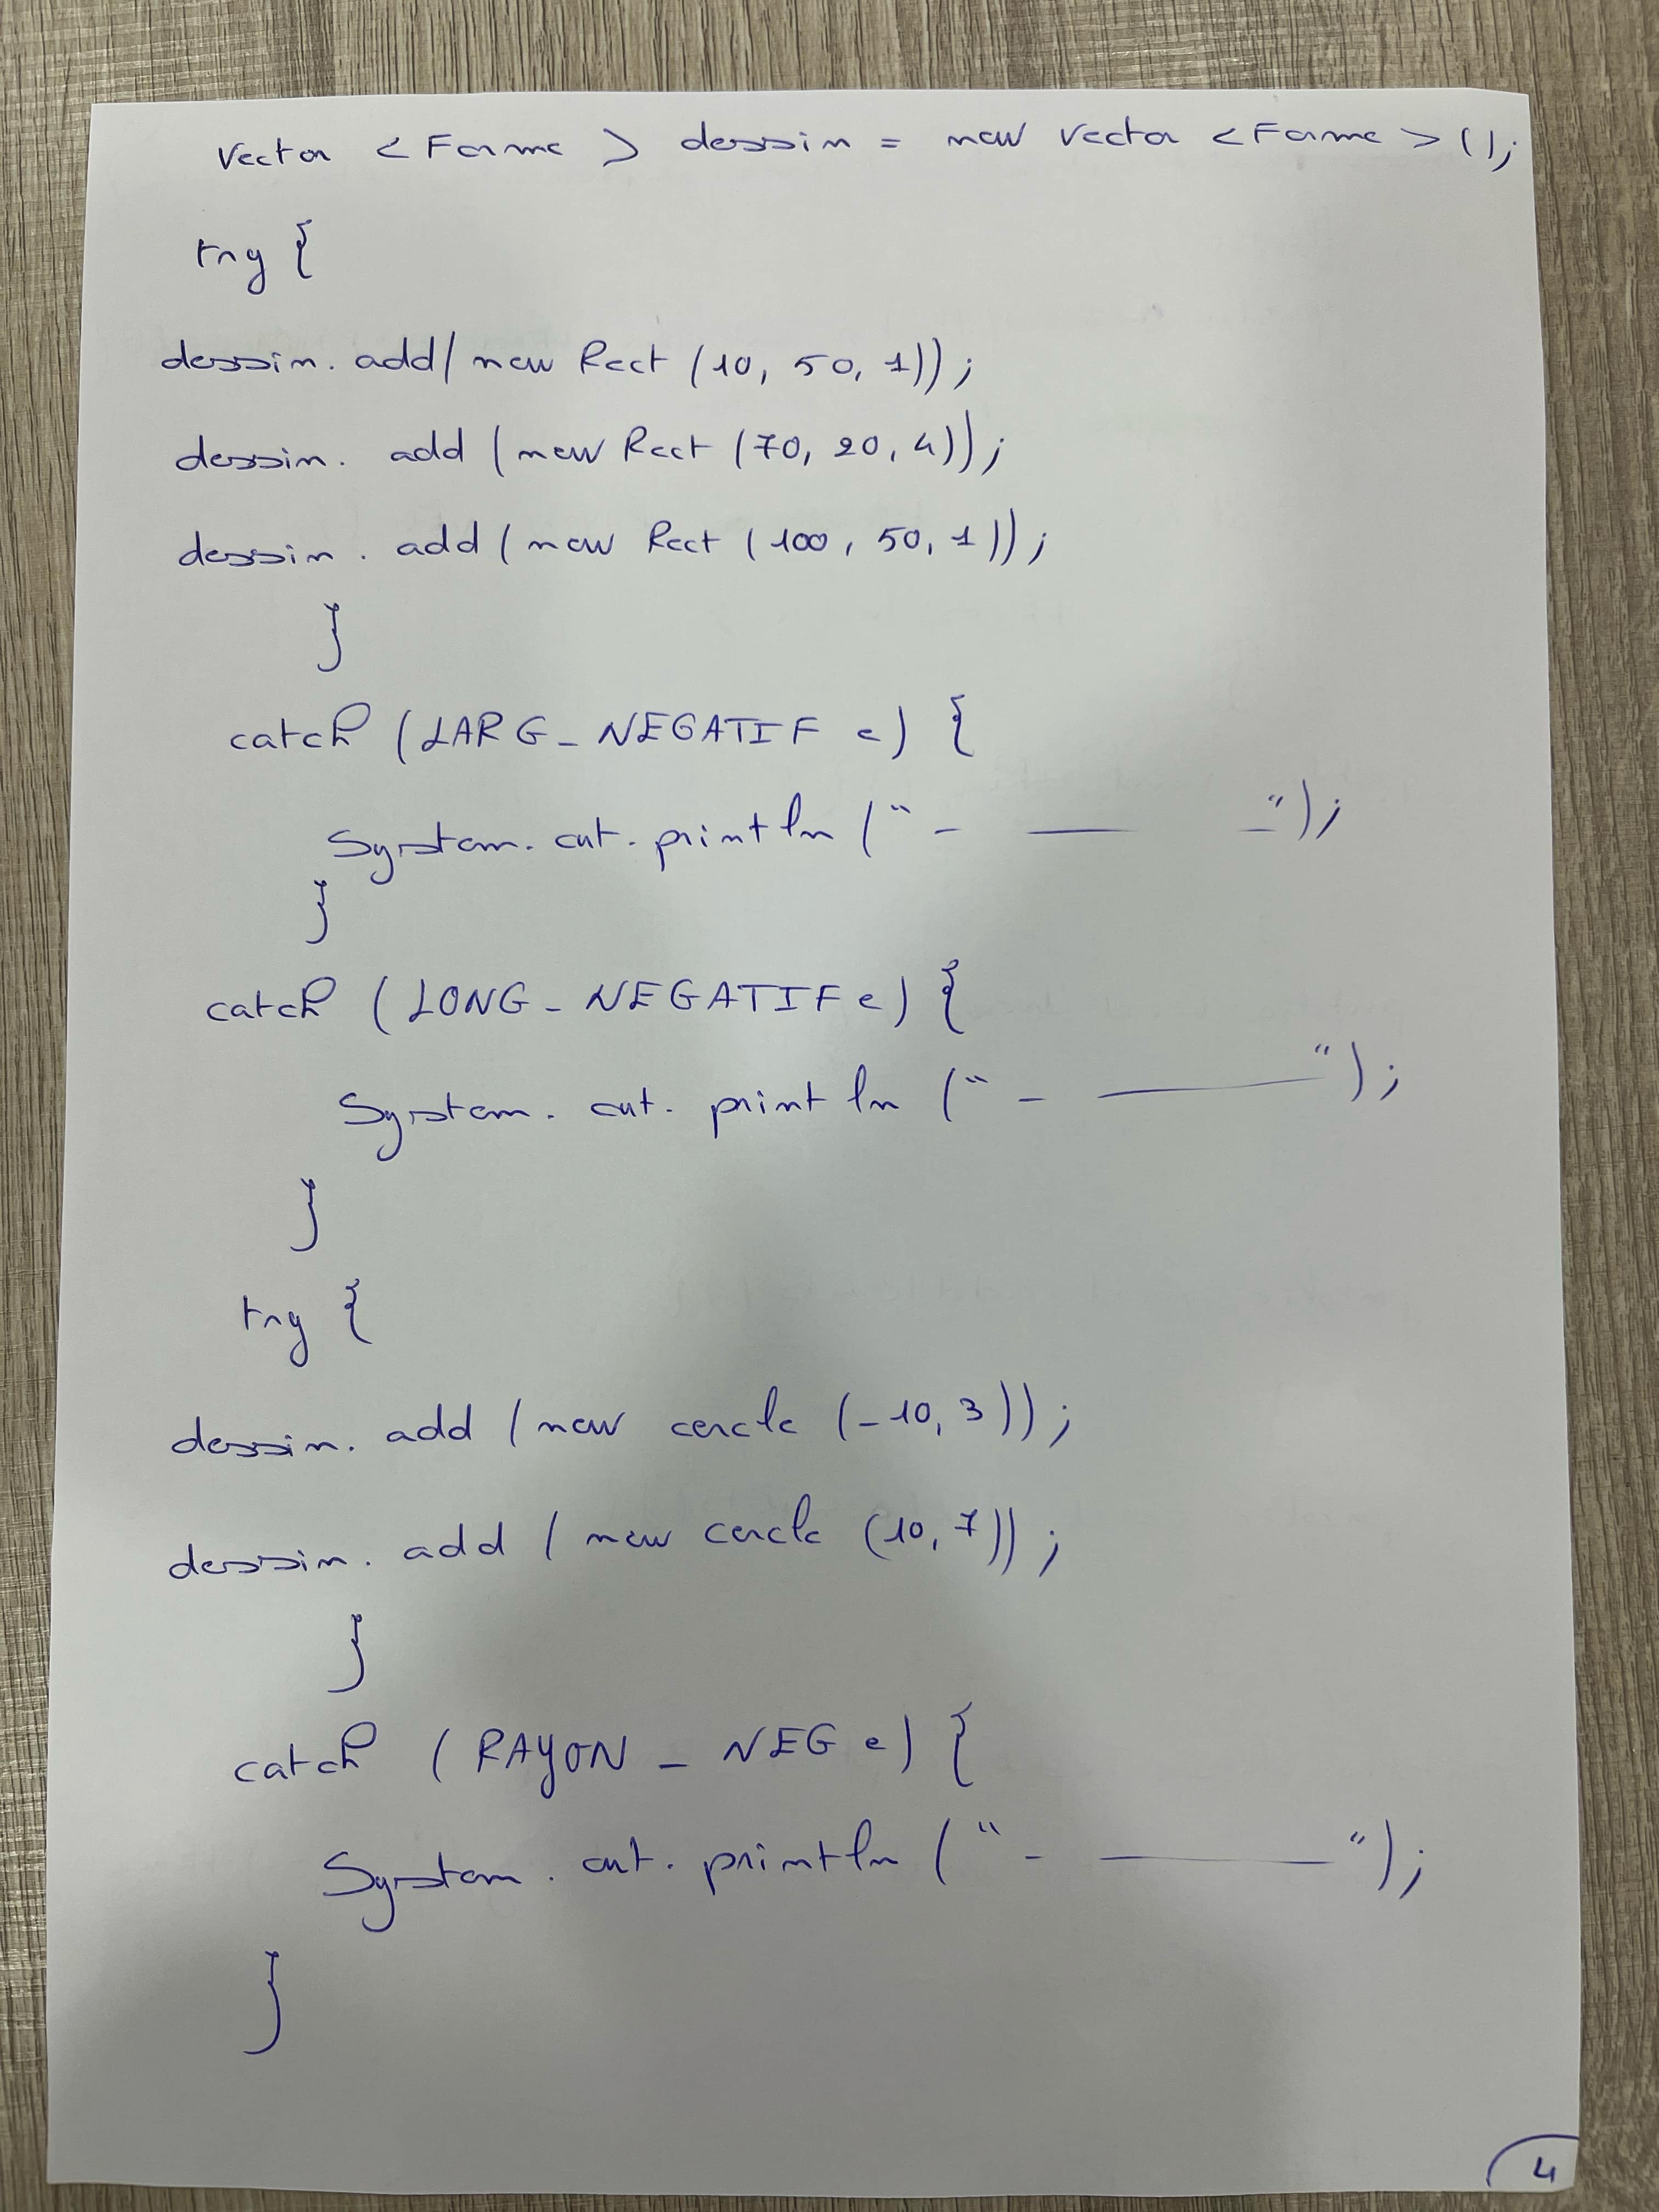 Vector < Forme > dessin = new Vector < Forme > ();
try {
dessin. add( new Rect (10, 50, 1));
dessin. add (new Rect (70, 20, 4));
dessin. add (new Rect (100, 50, 1));
}
catch (LARG_NEGATIF e) {
System. out. println (" - — - ");
}
catch (LONG_NEGATIF e) {
System. out. println (" - — ");
}
try {
dessin. add (new cercle (-10, 3));
dessin. add (new cercle (10, 7));
}
catch (RAYON _ NEG e) {
System. out. println (" - — ");
}
4